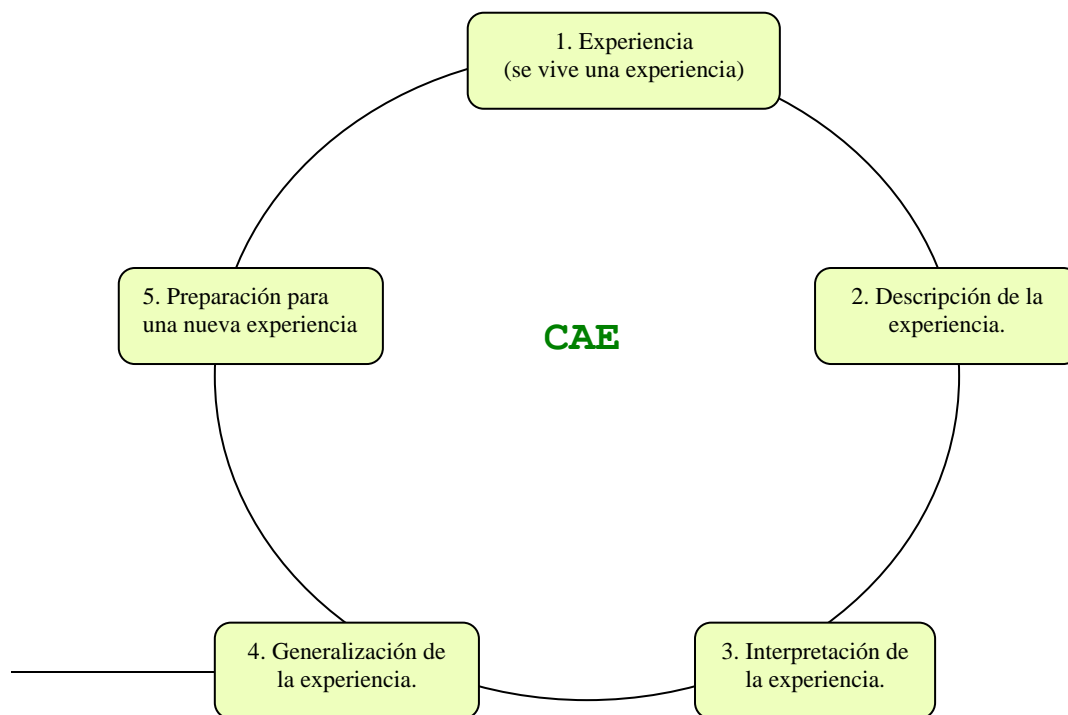 1. Experiencia
(se vive una experiencia)
5. Preparación para
una nueva experiencia
CAE
2. Descripción de la
experiencia.
4. Generalización de
la experiencia.
3. Interpretación de
la experiencia.